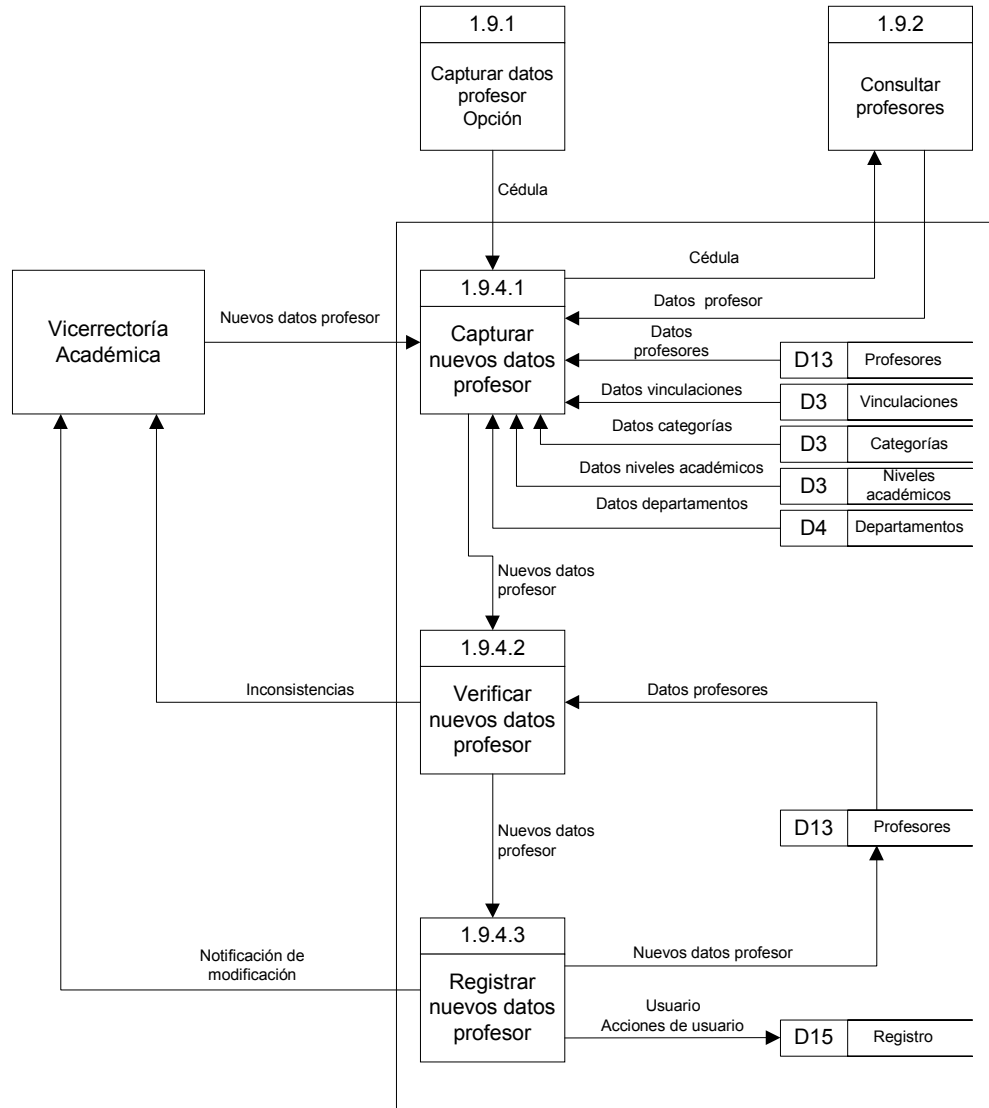 1.9.1
Capturar datos
profesor
Opción
1.9.2
Consultar
profesores
Cédula
Vicerrectoría
Académica
Nuevos datos profesor
1.9.4.1
Capturar
nuevos datos
profesor
Cédula
Datos profesor
Datos
profesores
D13
Profesores
Datos vinculaciones
D3
Vinculaciones
Datos categorías
D3
Categorías
Datos niveles académicos
D3
Niveles
académicos
Datos departamentos
D4
Departamentos
Nuevos datos
profesor
1.9.4.2
Verificar
nuevos datos
profesor
Inconsistencias
Datos profesores
Nuevos datos
profesor
D13
Profesores
1.9.4.3
Registrar
nuevos datos
profesor
Notificación de
modificación
Nuevos datos profesor
Usuario
Acciones de usuario
D15
Registro